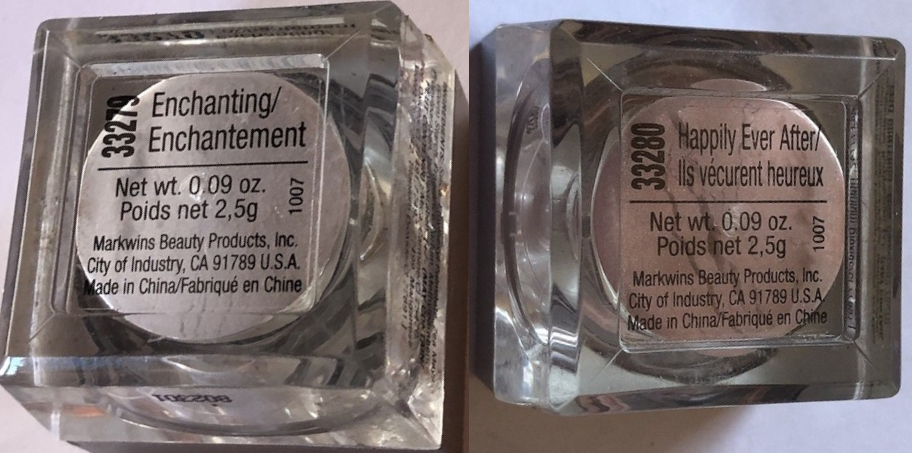 33279
Enchanting/
Enchantement
Net wt. 0.09 oz.
Poids net 2,5g
1007
Markwins Beauty Products, Inc.
City of Industry, CA 91789 U.S.A.
Made in China/Fabriqué en Chine
33280
Happily Ever After/
Ils vécurent heureux
Net wt. 0.09 oz.
Poids net 2,5g
1007
Markwins Beauty Products, Inc.
City of Industry, CA 91789 U.S.A.
Made in China/Fabriqué en Chine